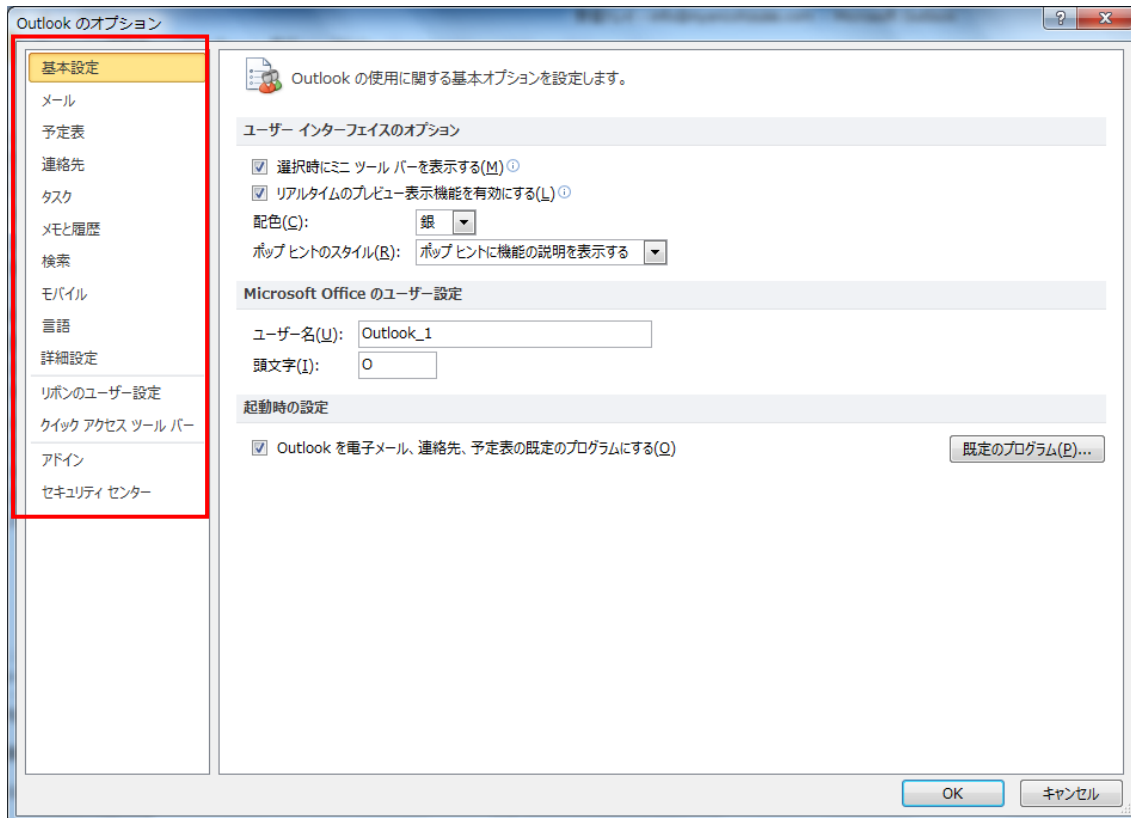 Outlook のオプション
基本設定
メール
予定表
連絡先
タスク
メモと履歴
検索
モバイル
言語
詳細設定
リボンのユーザー設定
クイック アクセス ツール バー
アドイン
セキュリティ センター
Outlook の使用に関する基本オプションを設定します。
ユーザー インターフェイスのオプション
選択時にミニ ツール バーを表示する(M)
リアルタイムのプレビュー表示機能を有効にする(L)
配色(C): 銀
ポップ ヒントのスタイル(R): ポップ ヒントに機能の説明を表示する
Microsoft Office のユーザー設定
ユーザー名(U): Outlook_1
頭文字(I): O
起動時の設定
Outlook を電子メール、連絡先、予定表の既定のプログラムにする(O) 既定のプログラム(P)...
OK キャンセル